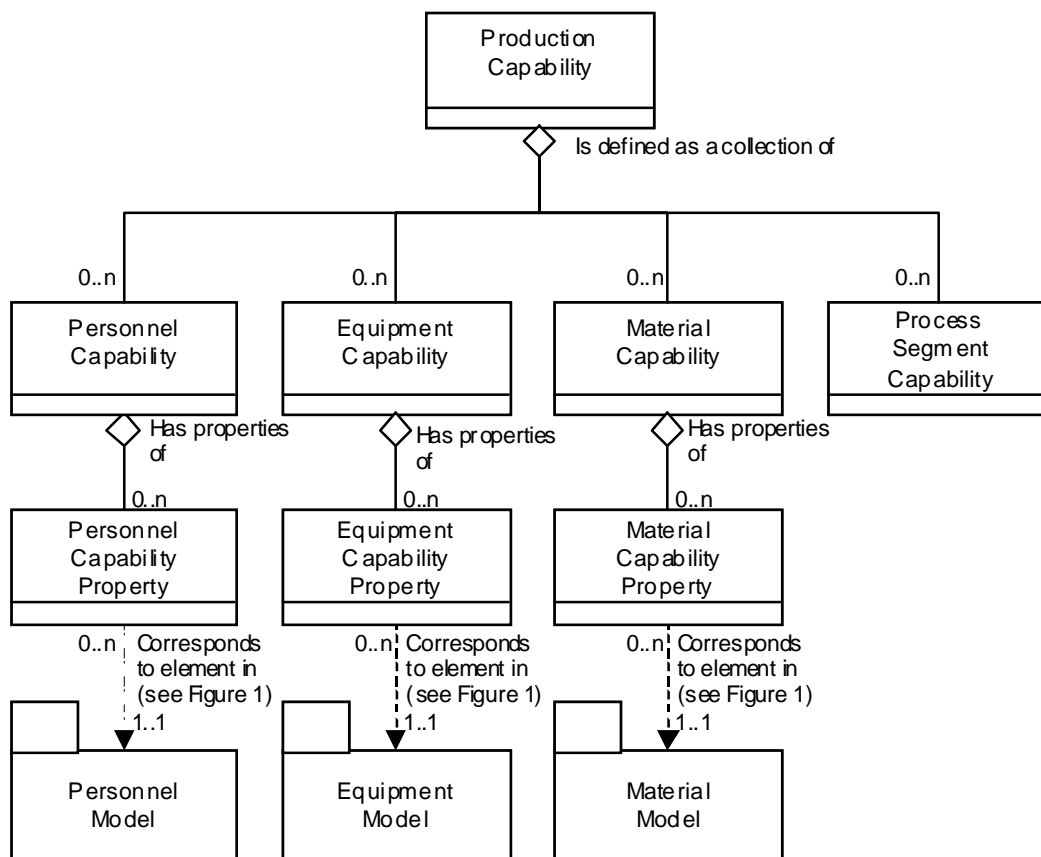 Production
Capability
Is defined as a collection of
0..n
0..n
0..n
0..n
Personnel
Capability
Equipment
Capability
Material
Capability
Process
Segment
Capability
Has properties
of
Has properties
of
Has properties
of
0..n
0..n
0..n
Personnel
Capability
Property
Equipment
Capability
Property
Material
Capability
Property
0..n
Corresponds
to element in
(see Figure 1)
1..1
0..n
Corresponds
to element in
(see Figure 1)
1..1
0..n
Corresponds
to element in
(see Figure 1)
1..1
Personnel
Model
Equipment
Model
Material
Model